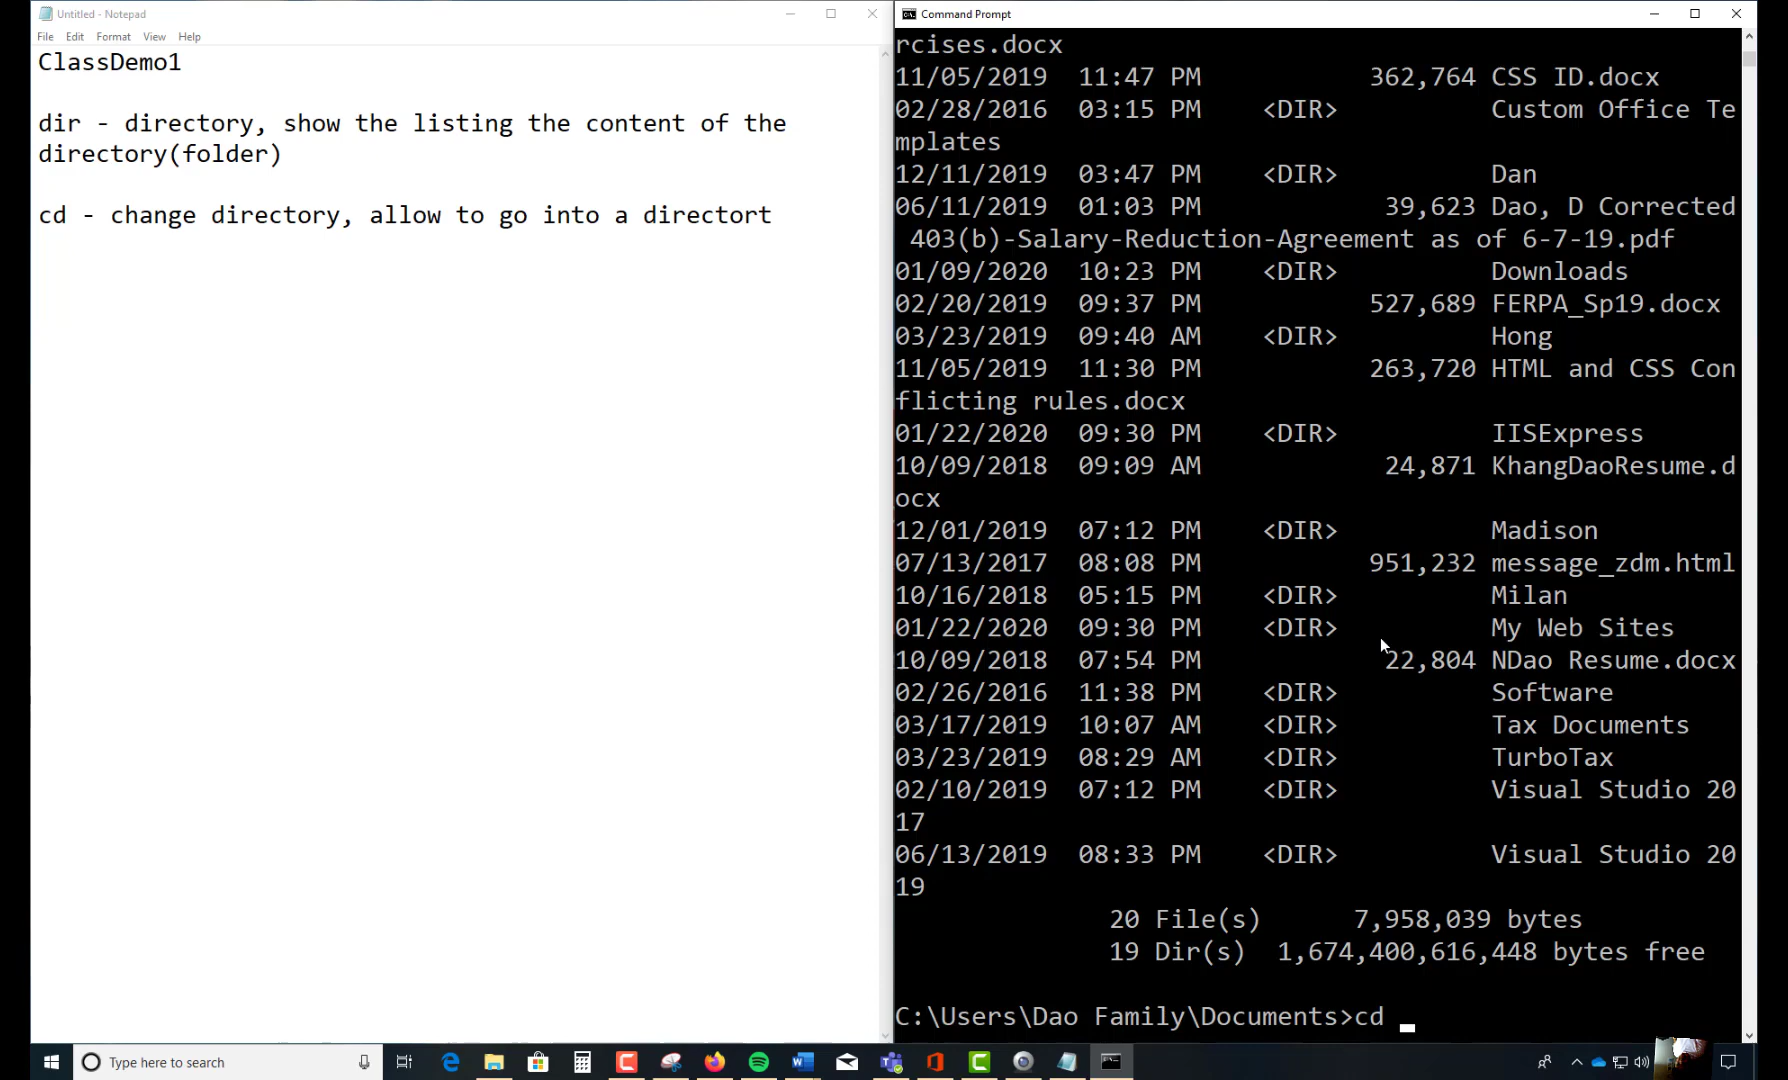 Untitled - Notepad
File Edit Format View Help
ClassDemo1
dir - directory, show the listing the content of the
directory(folder)
cd - change directory, allow to go into a directort
Command Prompt
rcises.docx
11/05/2019 11:47 PM 362,764 CSS ID.docx
02/28/2016 03:15 PM <DIR> Custom Office Te
mplates
12/11/2019 03:47 PM <DIR> Dan
06/11/2019 01:03 PM 39,623 Dao, D Corrected
403(b)-Salary-Reduction-Agreement as of 6-7-19.pdf
01/09/2020 10:23 PM <DIR> Downloads
02/20/2019 09:37 PM 527,689 FERPA_Sp19.docx
03/23/2019 09:40 AM <DIR> Hong
11/05/2019 11:30 PM 263,720 HTML and CSS Con
flicting rules.docx
01/22/2020 09:30 PM <DIR> IISExpress
10/09/2018 09:09 AM 24,871 KhangDaoResume.d
ocx
12/01/2019 07:12 PM <DIR> Madison
07/13/2017 08:08 PM 951,232 message_zdm.html
10/16/2018 05:15 PM <DIR> Milan
01/22/2020 09:30 PM <DIR> My Web Sites
10/09/2018 07:54 PM 22,804 NDao Resume.docx
02/26/2016 11:38 PM <DIR> Software
03/17/2019 10:07 AM <DIR> Tax Documents
03/23/2019 08:29 AM <DIR> TurboTax
02/10/2019 07:12 PM <DIR> Visual Studio 20
17
06/13/2019 08:33 PM <DIR> Visual Studio 20
19
20 File(s) 7,958,039 bytes
19 Dir(s) 1,674,400,616,448 bytes free
C:\Users\Dao Family\Documents>cd _
Type here to search